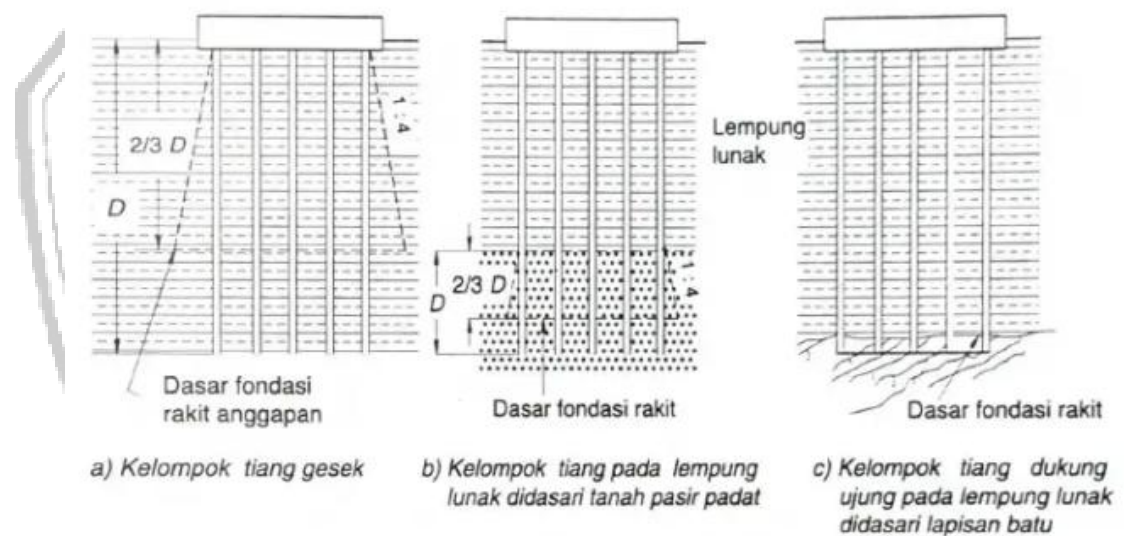 2/3 D
D
1 : 4
Dasar fondasi
rakit anggapan
a) Kelompok tiang gesek
Lempung
lunak
D
2/3 D
1 : 4
Dasar fondasi rakit
b) Kelompok tiang pada lempung
lunak didasari tanah pasir padat
Dasar fondasi rakit
c) Kelompok tiang dukung
ujung pada lempung lunak
didasari lapisan batu